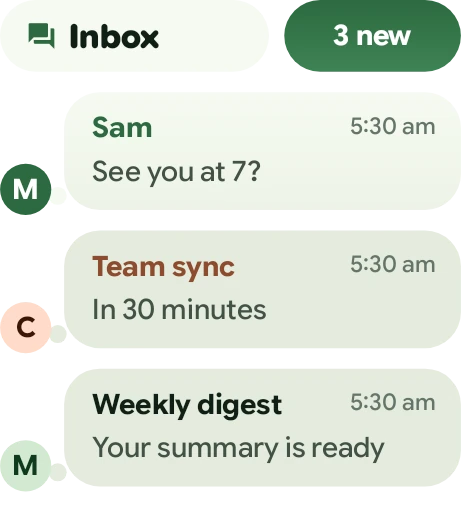 Inbox
3 new
Sam
5:30 am
See you at 7?
M
Team sync
5:30 am
In 30 minutes
C
Weekly digest
5:30 am
Your summary is ready
M